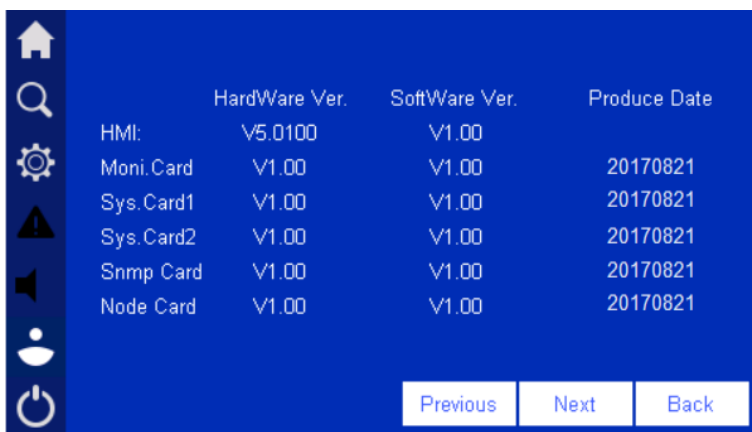 HardWare Ver. SoftWare Ver. Produce Date
HMI: V5.0100 V1.00
Moni.Card V1.00 V1.00 20170821
Sys.Card1 V1.00 V1.00 20170821
Sys.Card2 V1.00 V1.00 20170821
Snmp Card V1.00 V1.00 20170821
Node Card V1.00 V1.00 20170821
Previous Next Back